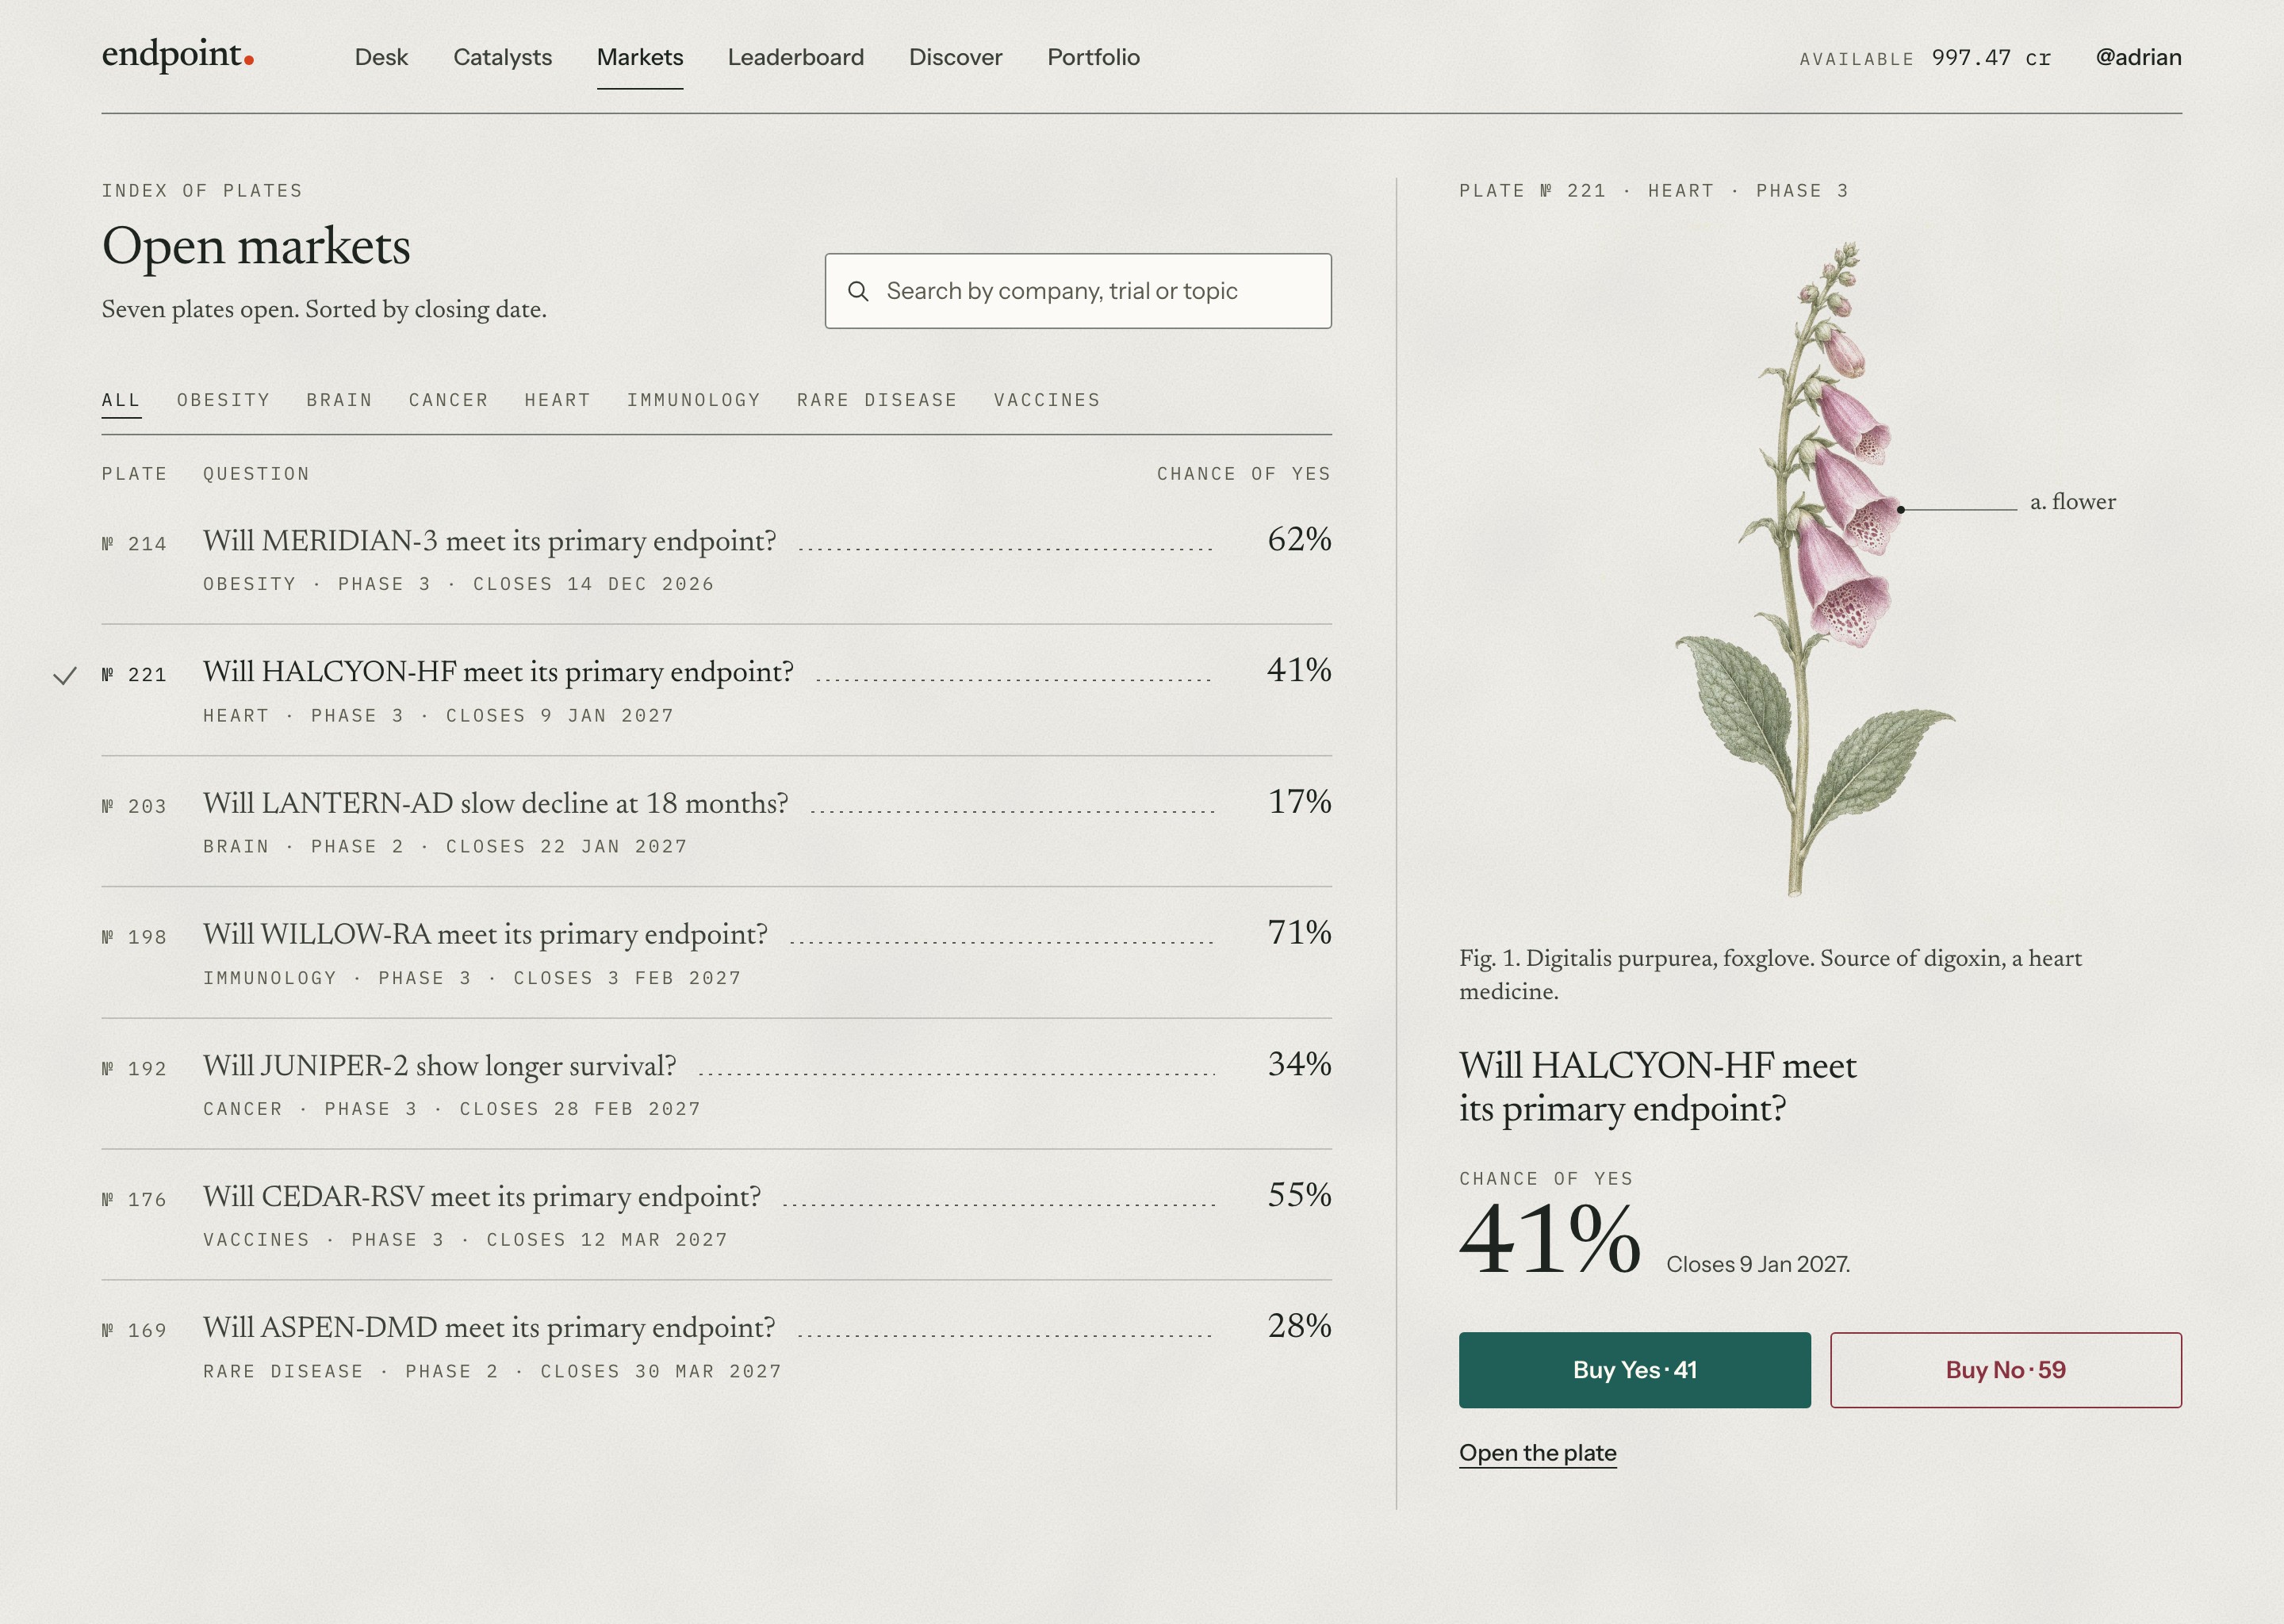 endpoint.
Desk Catalysts Markets Leaderboard Discover Portfolio
AVAILABLE 997.47 cr @adrian
INDEX OF PLATES
Open markets
Seven plates open. Sorted by closing date.
Search by company, trial or topic
ALL OBESITY BRAIN CANCER HEART IMMUNOLOGY RARE DISEASE VACCINES
PLATE QUESTION CHANCE OF YES
№ 214 Will MERIDIAN-3 meet its primary endpoint? 62%
OBESITY · PHASE 3 · CLOSES 14 DEC 2026
№ 221 Will HALCYON-HF meet its primary endpoint? 41%
HEART · PHASE 3 · CLOSES 9 JAN 2027
№ 203 Will LANTERN-AD slow decline at 18 months? 17%
BRAIN · PHASE 2 · CLOSES 22 JAN 2027
№ 198 Will WILLOW-RA meet its primary endpoint? 71%
IMMUNOLOGY · PHASE 3 · CLOSES 3 FEB 2027
№ 192 Will JUNIPER-2 show longer survival? 34%
CANCER · PHASE 3 · CLOSES 28 FEB 2027
№ 176 Will CEDAR-RSV meet its primary endpoint? 55%
VACCINES · PHASE 3 · CLOSES 12 MAR 2027
№ 169 Will ASPEN-DMD meet its primary endpoint? 28%
RARE DISEASE · PHASE 2 · CLOSES 30 MAR 2027
PLATE № 221 · HEART · PHASE 3
a. flower
Fig. 1. Digitalis purpurea, foxglove. Source of digoxin, a heart
medicine.
Will HALCYON-HF meet
its primary endpoint?
CHANCE OF YES
41% Closes 9 Jan 2027.
Buy Yes · 41 Buy No · 59
Open the plate